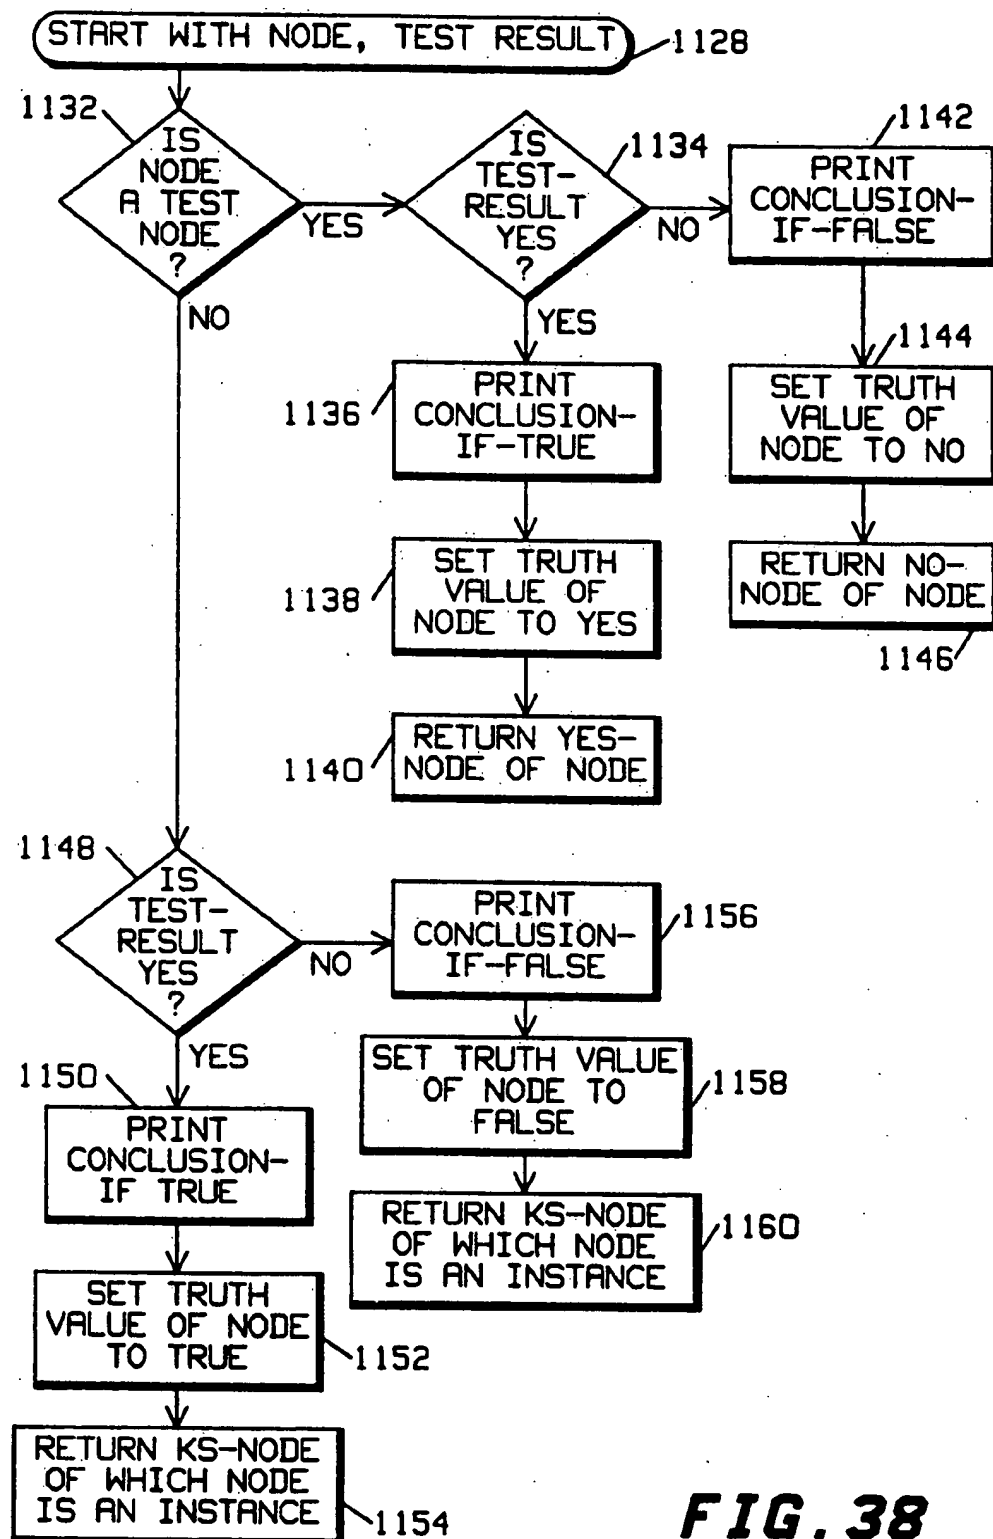 START WITH NODE, TEST RESULT
1128
1132
IS
NODE
A TEST
NODE
?
YES
NO
1134
IS
TEST-
RESULT
YES
?
NO
YES
1142
PRINT
CONCLUSION-
IF-FALSE
1144
SET TRUTH
VALUE OF
NODE TO NO
RETURN NO-
NODE OF NODE
1146
1136
PRINT
CONCLUSION-
IF-TRUE
1138
SET TRUTH
VALUE OF
NODE TO YES
1140
RETURN YES-
NODE OF NODE
1148
IS
TEST-
RESULT
YES
?
NO
YES
PRINT
CONCLUSION-
IF-FALSE
1156
SET TRUTH VALUE
OF NODE TO
FALSE
1158
RETURN KS-NODE
OF WHICH NODE
IS AN INSTANCE
1160
1150
PRINT
CONCLUSION-
IF TRUE
SET TRUTH
VALUE OF NODE
TO TRUE
1152
RETURN KS-NODE
OF WHICH NODE
IS AN INSTANCE
1154
FIG. 38